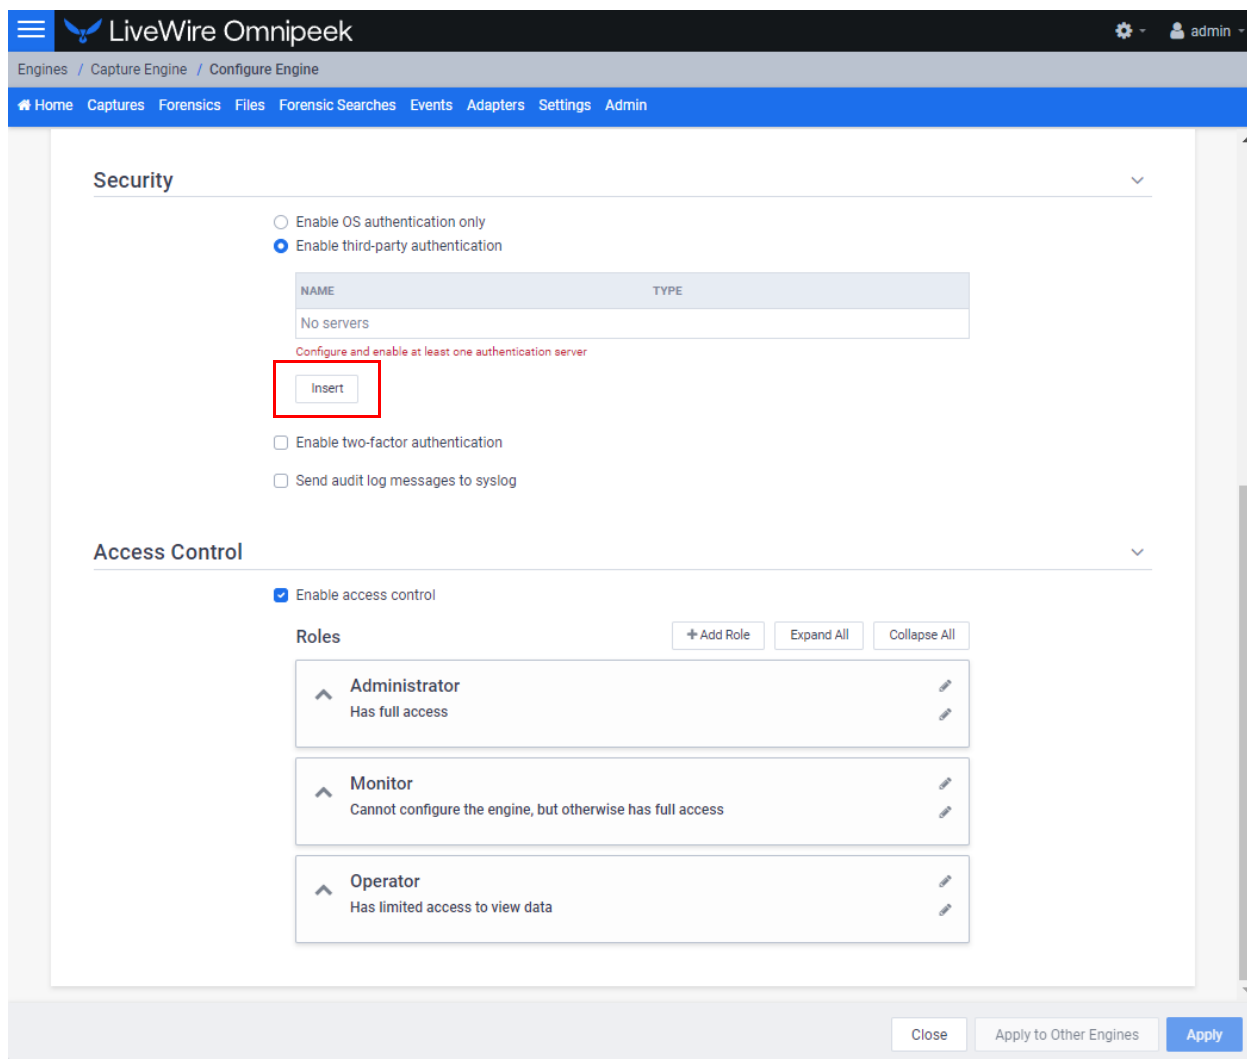 LiveWire Omnipeek
admin
Engines / Capture Engine / Configure Engine
Home Captures Forensics Files Forensic Searches Events Adapters Settings Admin
Security
Enable OS authentication only
Enable third-party authentication
NAME TYPE
No servers
Configure and enable at least one authentication server
Insert
Enable two-factor authentication
Send audit log messages to syslog
Access Control
Enable access control
Roles + Add Role Expand All Collapse All
Administrator
Has full access
Monitor
Cannot configure the engine, but otherwise has full access
Operator
Has limited access to view data
Close Apply to Other Engines Apply